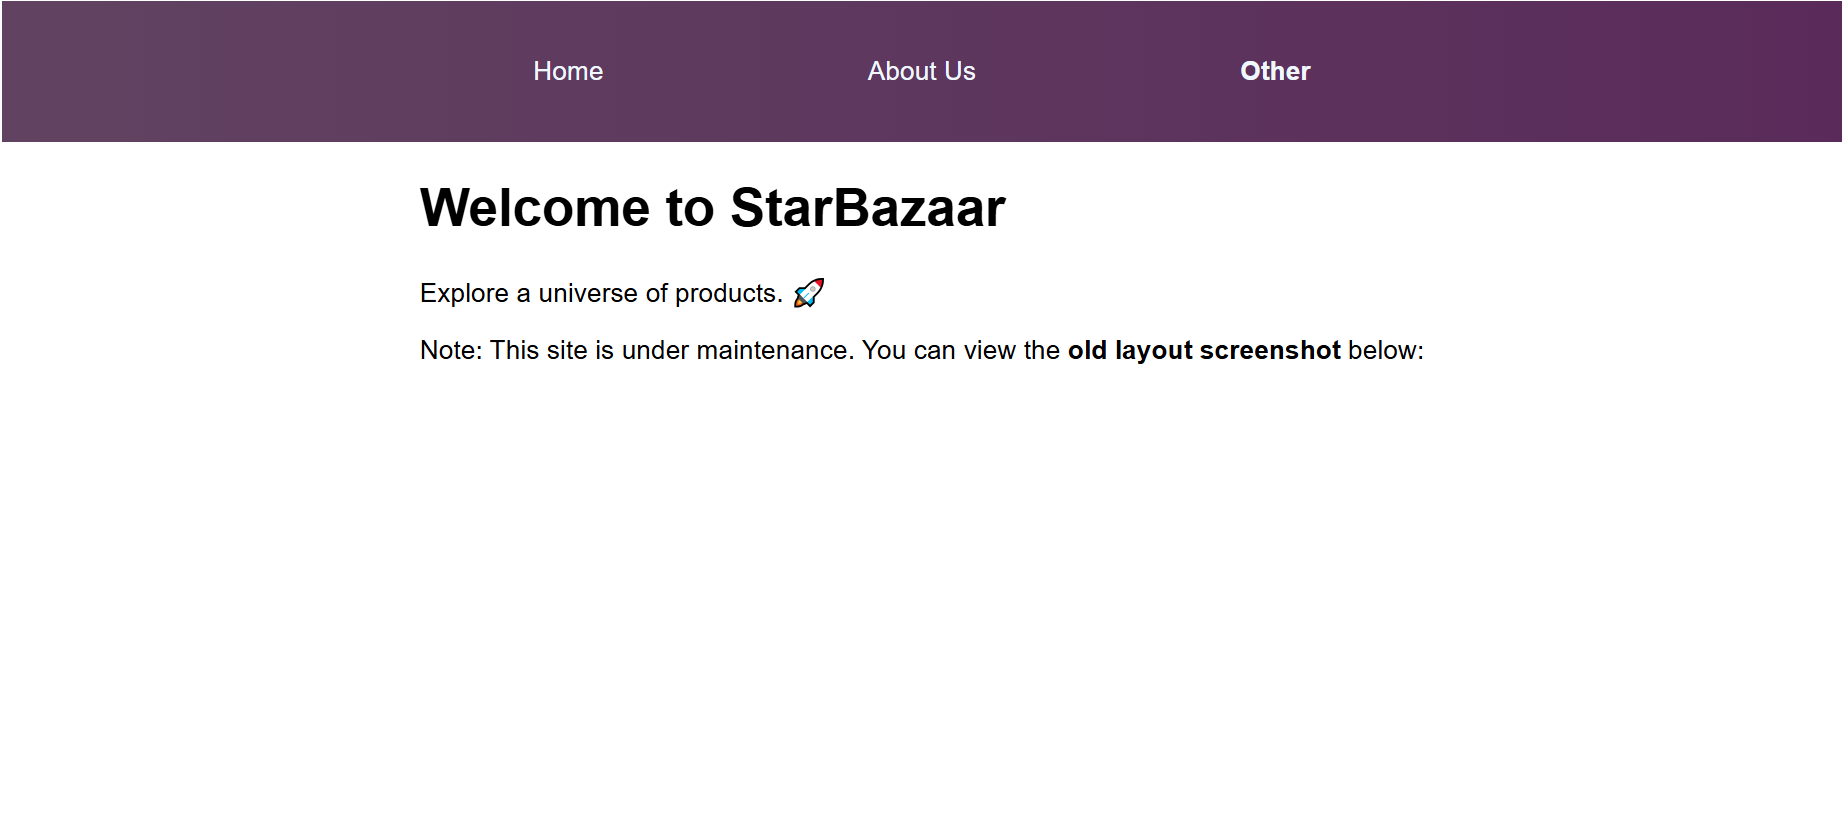 Home About Us Other
Welcome to StarBazaar
Explore a universe of products. 🚀
Note: This site is under maintenance. You can view the old layout screenshot below: